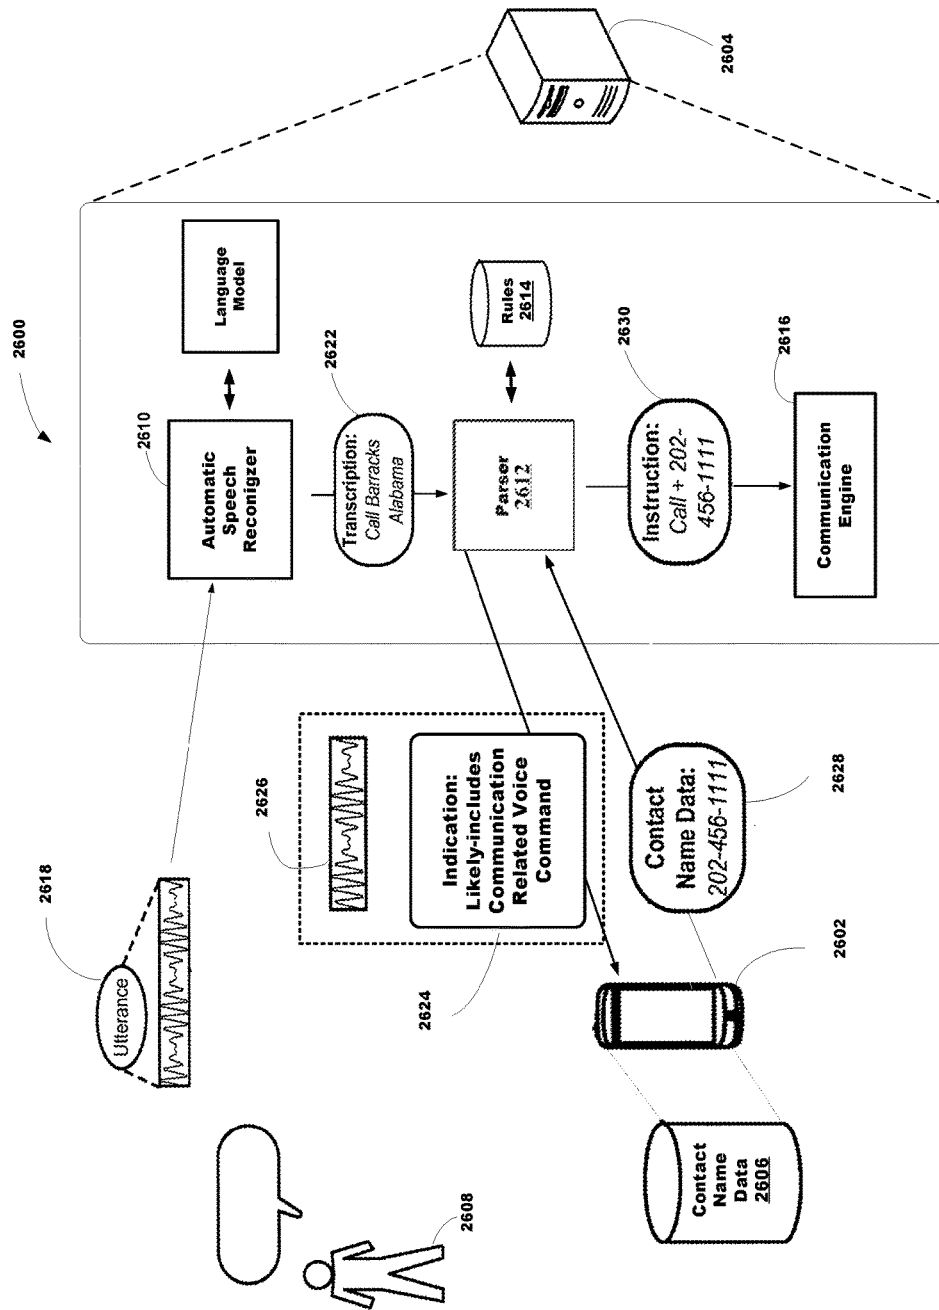 2600
2618
Utterance
2610
Automatic
Speech
Reconigzer
Language
Model
2626
2622
Transcription:
Call Barracks
Alabama
2608
2624
Indication:
Likely-includes
Communication
Related Voice
Command
Parser
2612
Rules
2614
2604
2630
Instruction:
Call + 202-
456-1111
Contact
Name Data:
202-456-1111
2628
2602
Contact
Name
Data
2606
2616
Communication
Engine